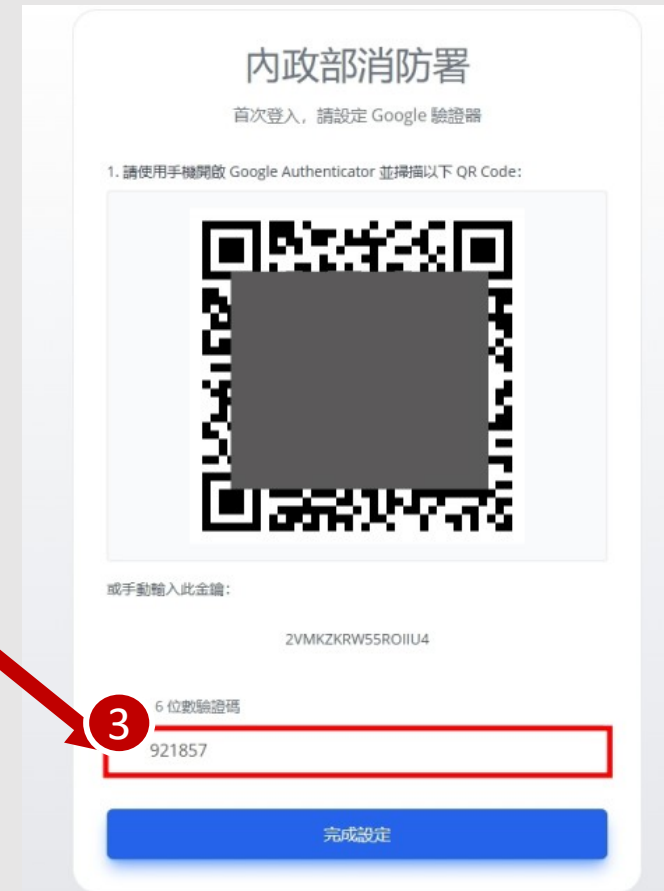 內政部消防署
首次登入，請設定 Google 驗證器
1. 請使用手機開啟 Google Authenticator 並掃描以下 QR Code:
或手動輸入此金鑰:
2VMKZKRW55ROIIU4
6 位數驗證碼
3
921857
完成設定